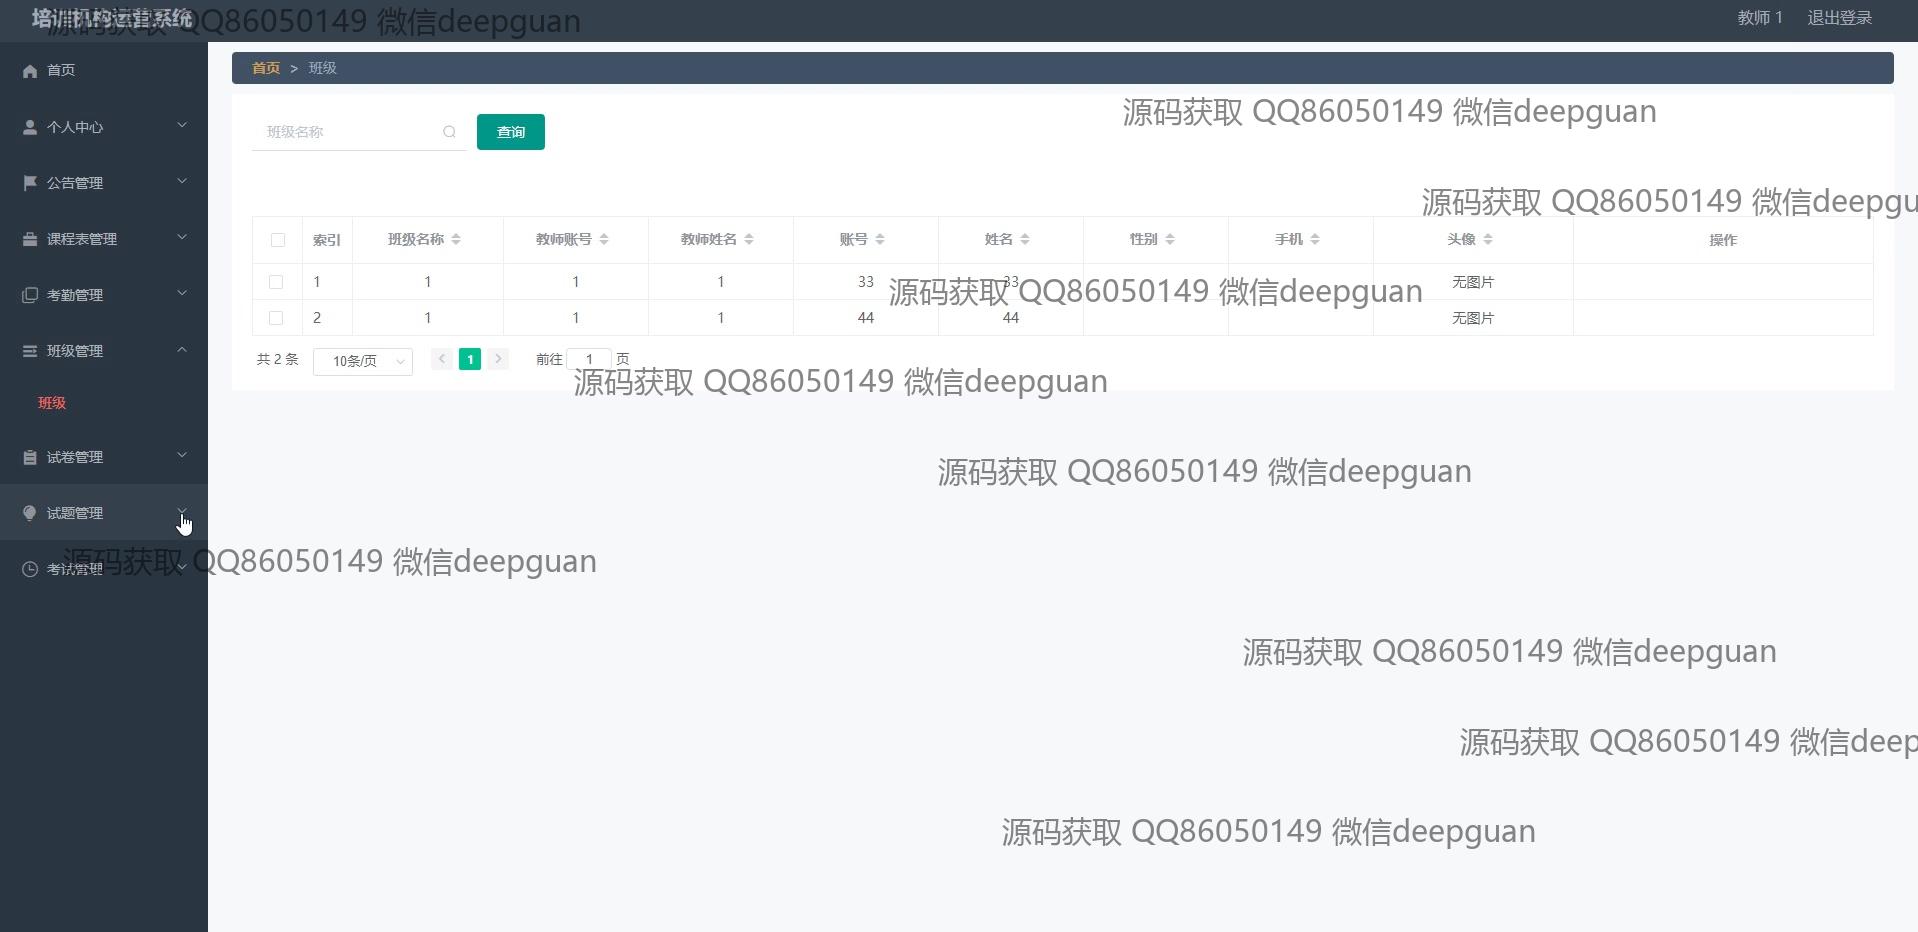 培训机构运营系统
源码获取 QQ86050149 微信deepguan
教师 1 退出登录
首页
个人中心
公告管理
课程表管理
考勤管理
班级管理
班级
试卷管理
试题管理
考试管理
首页 > 班级
班级名称 查询
源码获取 QQ86050149 微信deepguan
源码获取 QQ86050149 微信deepgu
索引 班级名称 教师账号 教师姓名 账号 姓名 性别 手机 头像 操作
1 1 1 1 33 33 无图片
源码获取 QQ86050149 微信deepguan
2 1 1 1 44 44 无图片
共 2 条 10条/页 1 前往 1 页
源码获取 QQ86050149 微信deepguan
源码获取 QQ86050149 微信deepguan
源码获取 QQ86050149 微信deepguan
源码获取 QQ86050149 微信deepguan
源码获取 QQ86050149 微信deep
源码获取 QQ86050149 微信deepguan